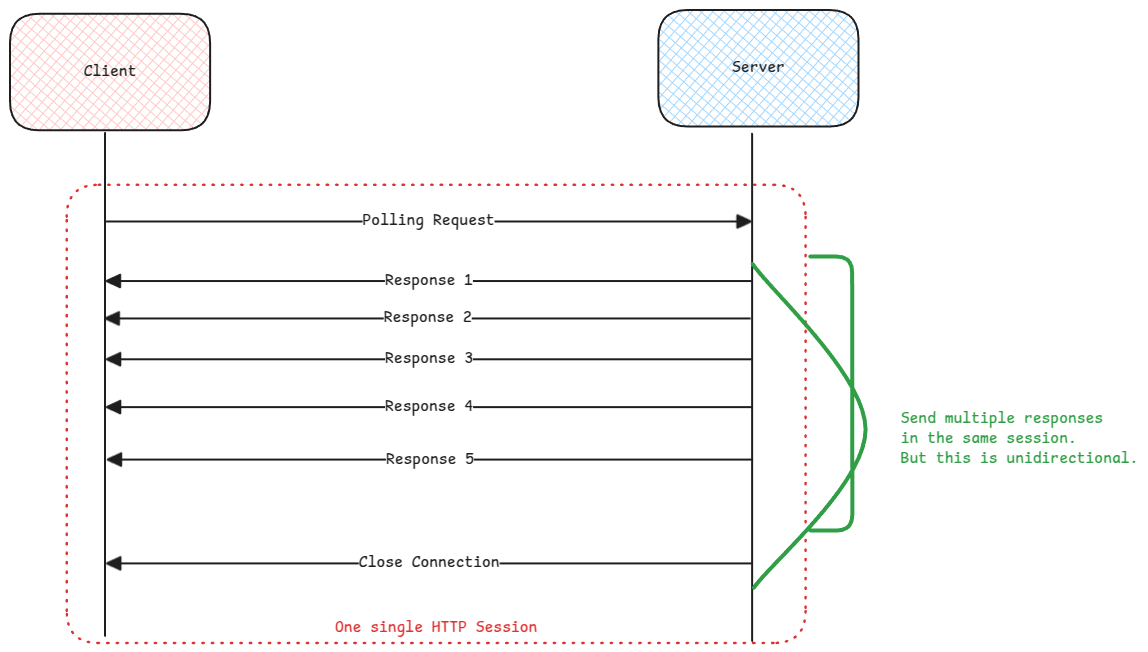 Client
Server
Polling Request
Response 1
Response 2
Response 3
Response 4
Response 5
Send multiple responses
in the same session.
But this is unidirectional.
Close Connection
One single HTTP Session